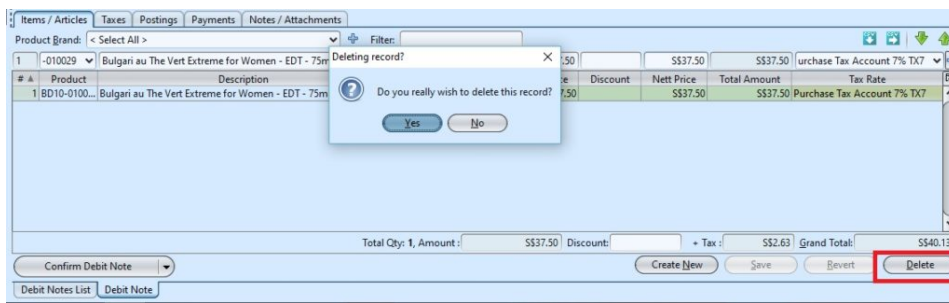 Items / Articles Taxes Postings Payments Notes / Attachments
Product Brand: < Select All > Filter:
Deleting record?
1 -010029 Bulgari au The Vert Extreme for Women - EDT - 75m .50 S$37.50 S$37.50 urchase Tax Account 7% TX7
# Product Description ce Discount Nett Price Total Amount Tax Rate
1 BD10-0100... Bulgari au The Vert Extreme for Women - EDT - 75m 7.50 S$37.50 S$37.50 Purchase Tax Account 7% TX7
Do you really wish to delete this record?
Yes No
Total Qty: 1, Amount : S$37.50 Discount: + Tax : S$2.63 Grand Total: S$40.13
Confirm Debit Note Create New Save Revert Delete
Debit Notes List Debit Note